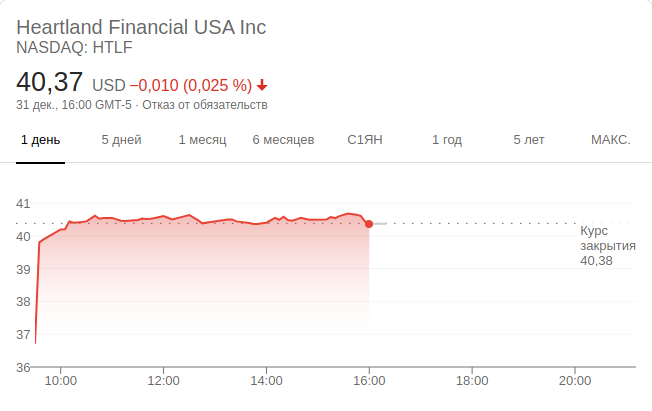 Heartland Financial USA Inc
NASDAQ: HTLF
40,37 USD −0,010 (0,025 %)
31 дек., 16:00 GMT-5 · Отказ от обязательств
1 день 5 дней 1 месяц 6 месяцев С1ЯН 1 год 5 лет МАКС.
41
40
39
38
37
36
Курс
закрытия
40,38
10:00 12:00 14:00 16:00 18:00 20:00